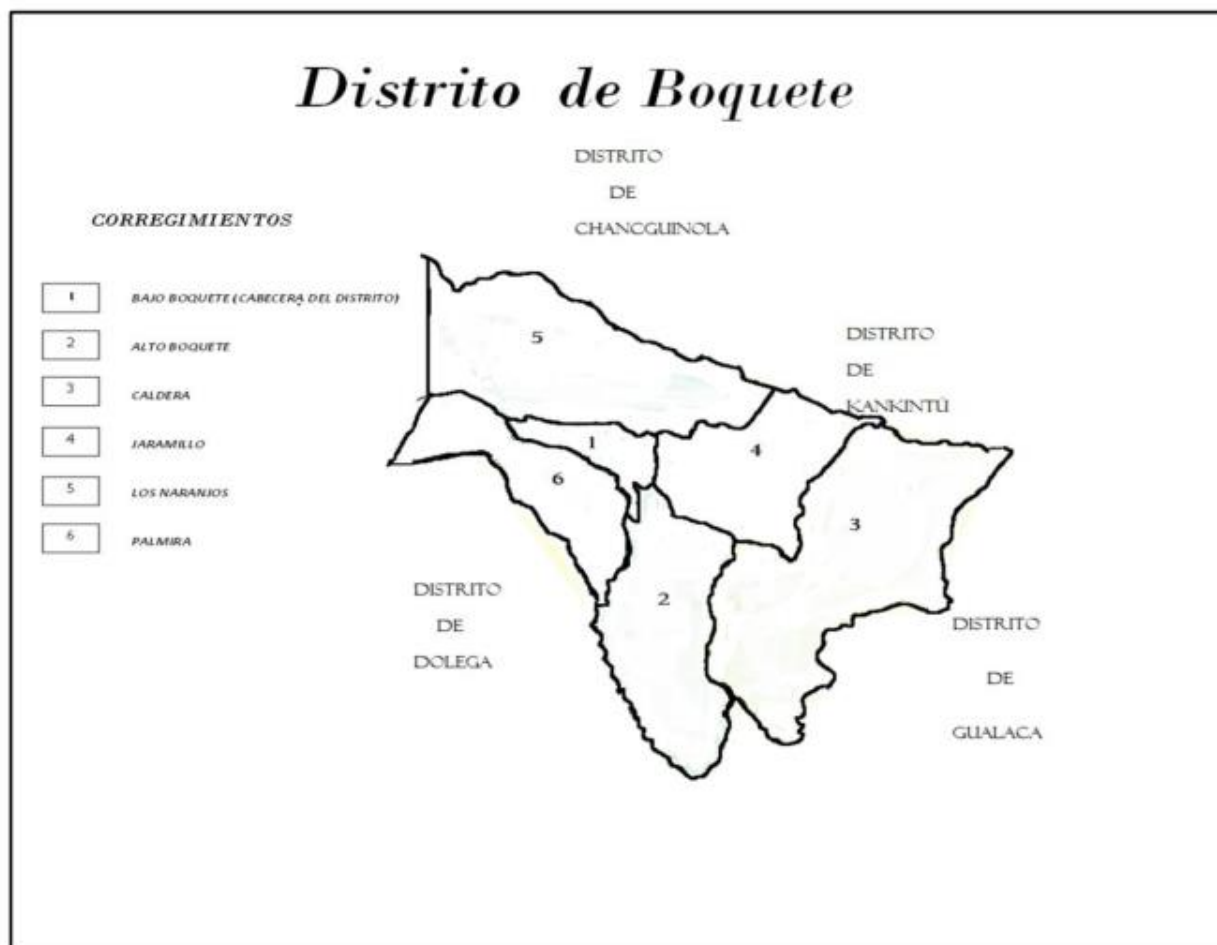 Distrito de Boquete
DISTRITO
DE
CHANCGUINOLA
CORREGIMIENTOS
1 BAJO BOQUETE (CABECERA DEL DISTRITO)
2 ALTO BOQUETE
3 CALDERA
4 JARAMILLO
5 LOS NARANJOS
6 PALMIRA
5
DISTRITO
DE
KANKINTÚ
1
4
6
3
2
DISTRITO
DE
DOLEGA
DISTRITO
DE
GUALACA